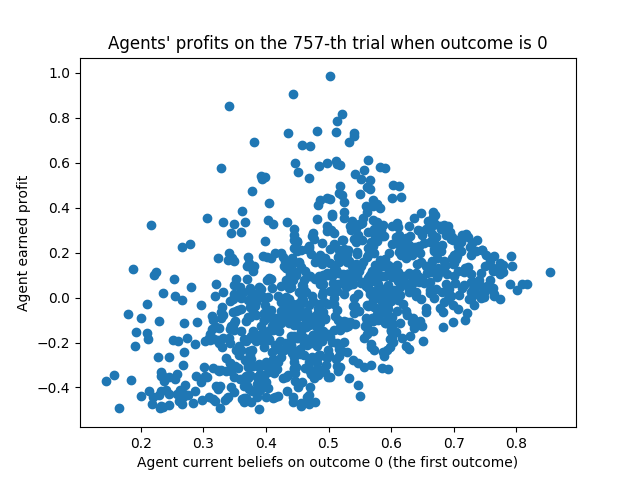 Agents' profits on the 757-th trial when outcome is 0
1.0
0.8
0.6
0.4
0.2
0.0
−0.2
−0.4
Agent earned profit
0.2 0.3 0.4 0.5 0.6 0.7 0.8
Agent current beliefs on outcome 0 (the first outcome)